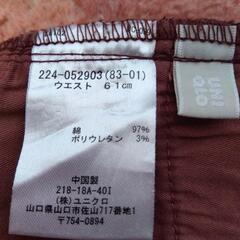 224-052903(83-01)
ウエスト 61cm
綿 97%
ポリウレタン 3%
中国製
218-18A-40I
(株)ユニクロ
山口県山口市佐山717番地1
〒754-0894
UNI
QLO